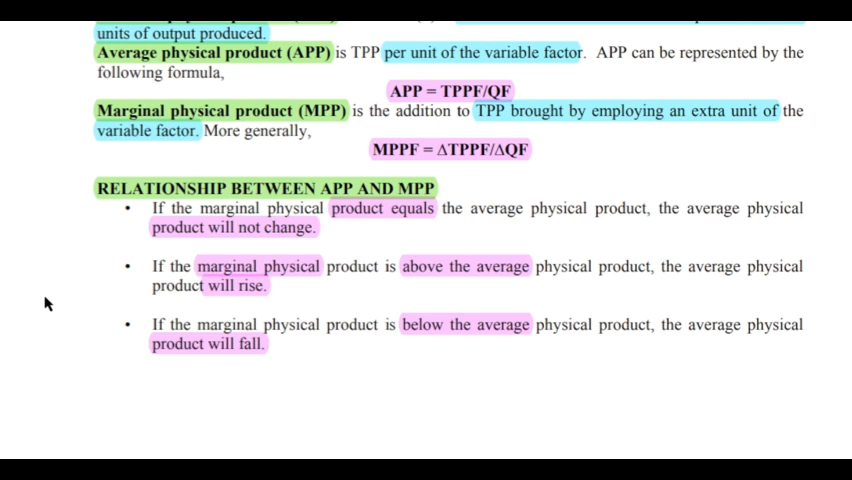 units of output produced.
Average physical product (APP) is TPP per unit of the variable factor. APP can be represented by the
following formula,
APP = TPPF/QF
Marginal physical product (MPP) is the addition to TPP brought by employing an extra unit of the
variable factor. More generally,
MPPF = ΔTPPF/ΔQF
RELATIONSHIP BETWEEN APP AND MPP
• If the marginal physical product equals the average physical product, the average physical
product will not change.
• If the marginal physical product is above the average physical product, the average physical
product will rise.
• If the marginal physical product is below the average physical product, the average physical
product will fall.